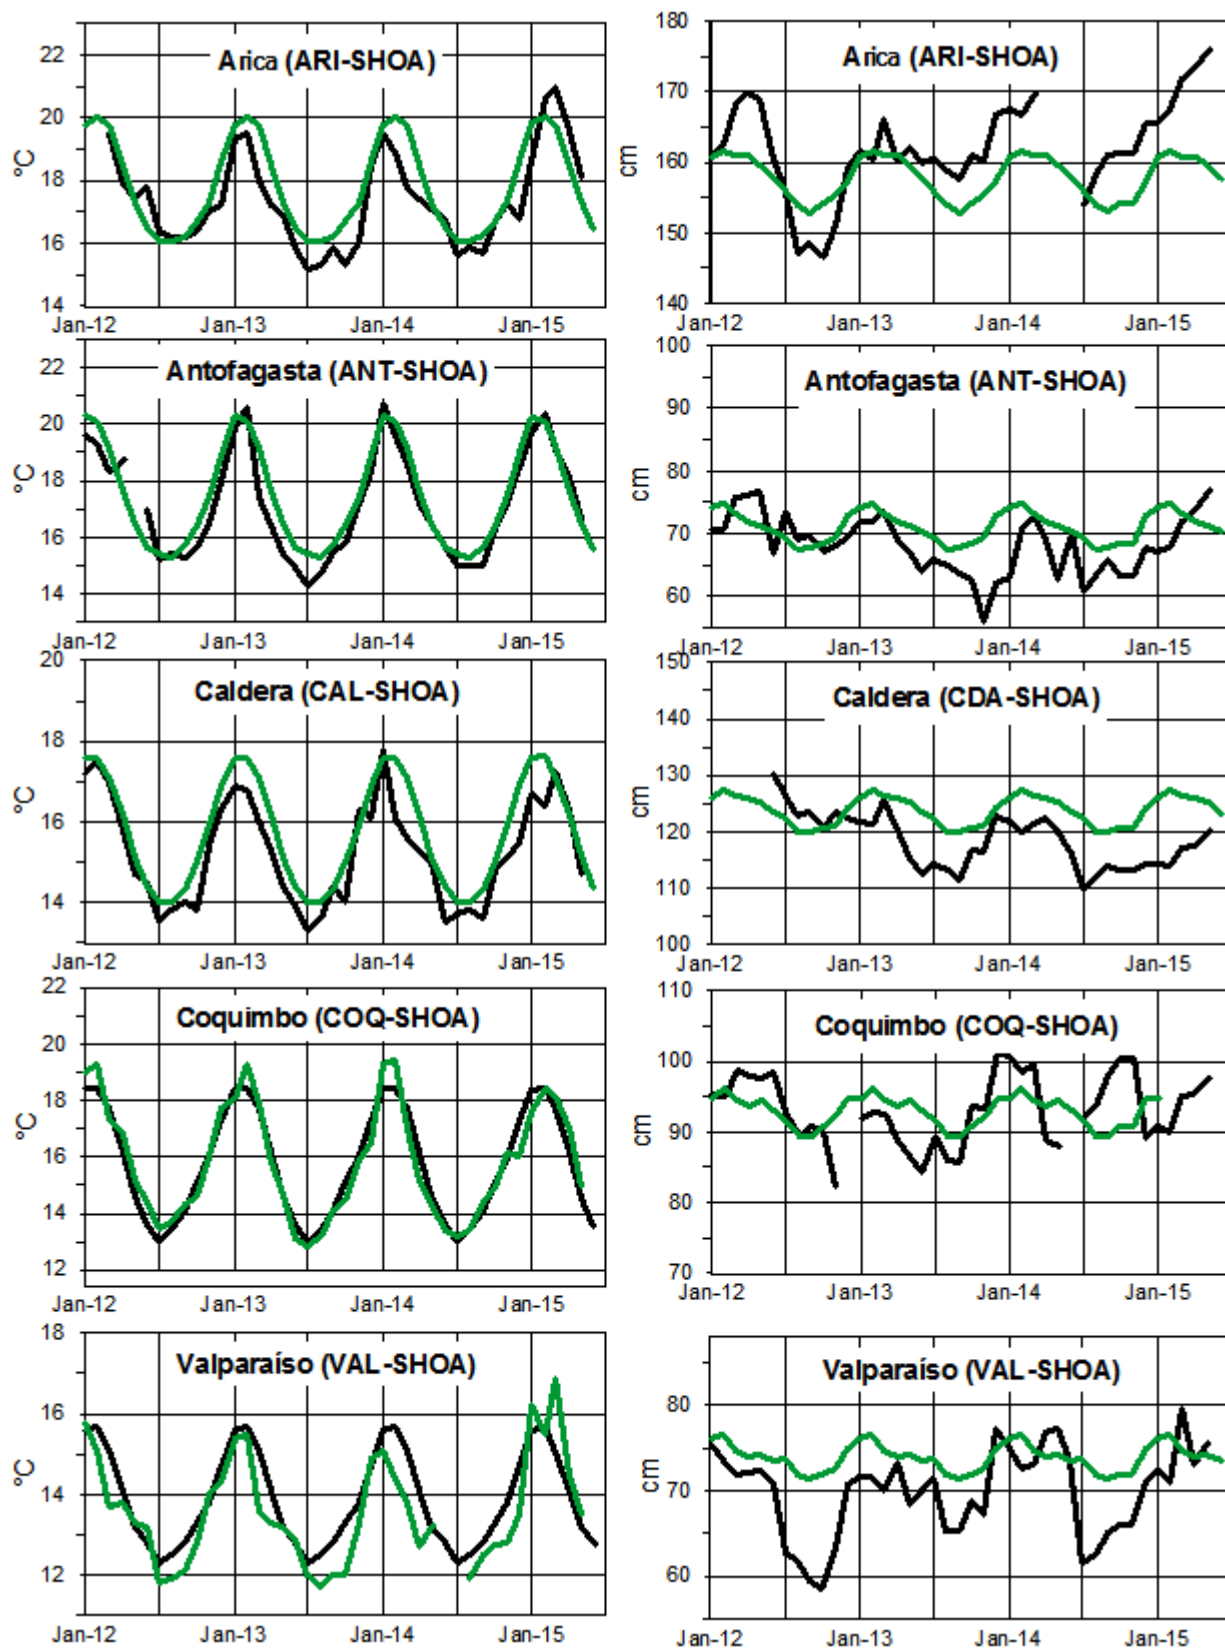 Arica (ARI-SHOA)
°C
22
20
18
16
14
Jan-12 Jan-13 Jan-14 Jan-15
Arica (ARI-SHOA)
cm
180
170
160
150
140
Jan-12 Jan-13 Jan-14 Jan-15
Antofagasta (ANT-SHOA)
°C
22
20
18
16
14
Jan-12 Jan-13 Jan-14 Jan-15
Antofagasta (ANT-SHOA)
cm
100
90
80
70
60
Jan-12 Jan-13 Jan-14 Jan-15
Caldera (CAL-SHOA)
°C
20
18
16
14
Jan-12 Jan-13 Jan-14 Jan-15
Caldera (CDA-SHOA)
cm
150
140
130
120
110
100
Jan-12 Jan-13 Jan-14 Jan-15
Coquimbo (COQ-SHOA)
°C
22
20
18
16
14
12
Jan-12 Jan-13 Jan-14 Jan-15
Coquimbo (COQ-SHOA)
cm
110
100
90
80
70
Jan-12 Jan-13 Jan-14 Jan-15
Valparaíso (VAL-SHOA)
°C
18
16
14
12
Jan-12 Jan-13 Jan-14 Jan-15
Valparaíso (VAL-SHOA)
cm
80
70
60
Jan-12 Jan-13 Jan-14 Jan-15